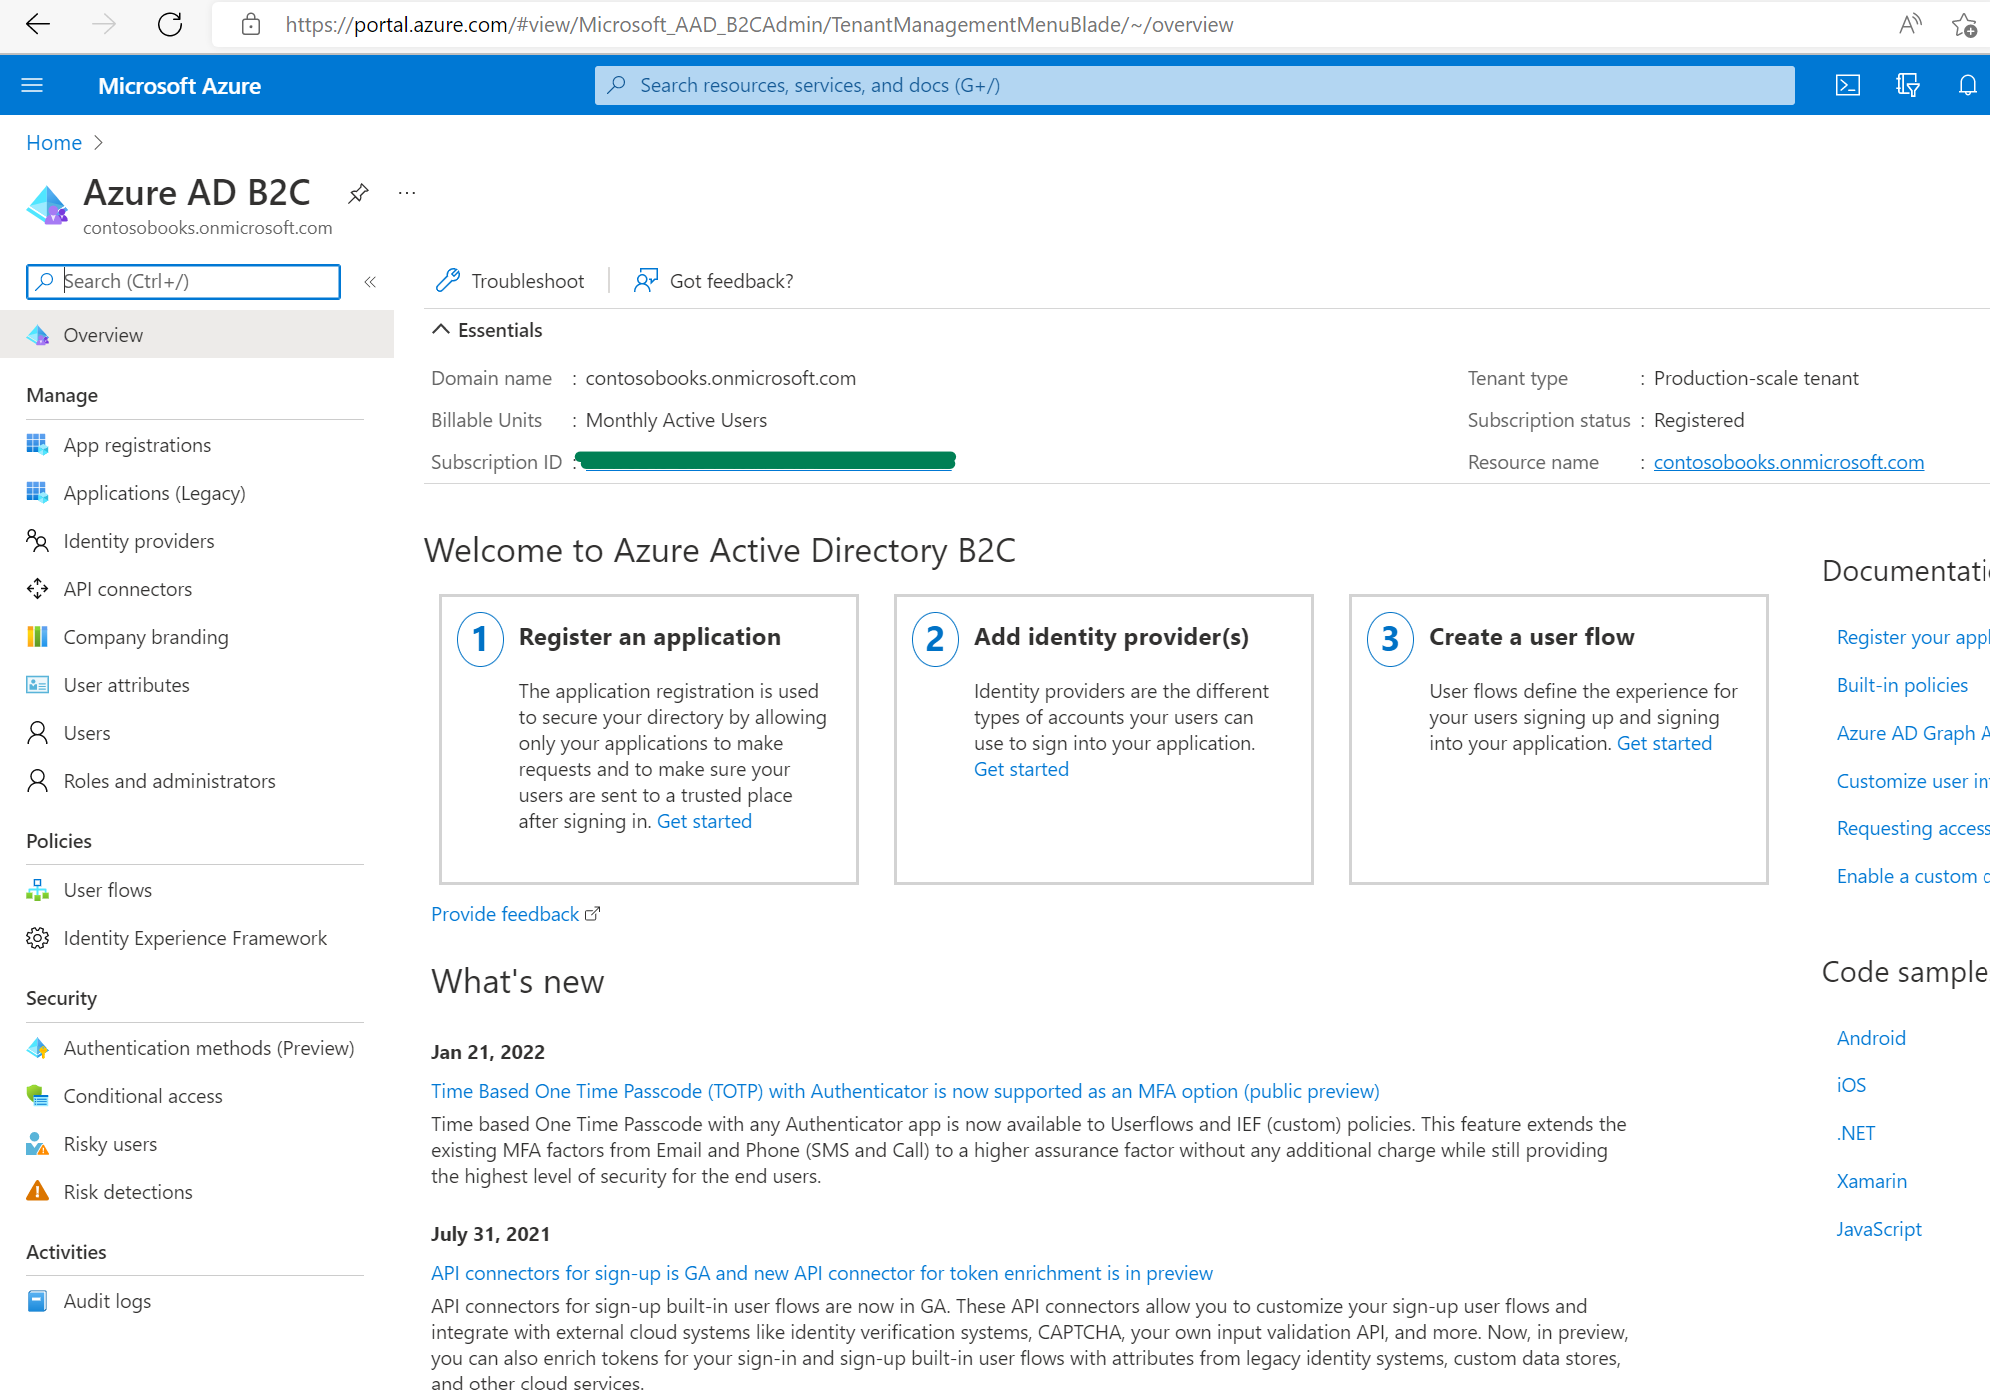 https://portal.azure.com/#view/Microsoft_AAD_B2CAdmin/TenantManagementMenuBlade/~/overview
Microsoft Azure
Search resources, services, and docs (G+/)
Home
Azure AD B2C
contosobooks.onmicrosoft.com
Search (Ctrl+/)
Overview
Manage
App registrations
Applications (Legacy)
Identity providers
API connectors
Company branding
User attributes
Users
Roles and administrators
Policies
User flows
Identity Experience Framework
Security
Authentication methods (Preview)
Conditional access
Risky users
Risk detections
Activities
Audit logs
Troubleshoot
Got feedback?
Essentials
Domain name : contosobooks.onmicrosoft.com
Billable Units : Monthly Active Users
Subscription ID :
Tenant type : Production-scale tenant
Subscription status : Registered
Resource name : contosobooks.onmicrosoft.com
Welcome to Azure Active Directory B2C
1 Register an application
The application registration is used
to secure your directory by allowing
only your applications to make
requests and to make sure your
users are sent to a trusted place
after signing in. Get started
2 Add identity provider(s)
Identity providers are the different
types of accounts your users can
use to sign into your application.
Get started
3 Create a user flow
User flows define the experience for
your users signing up and signing
into your application. Get started
Provide feedback
What's new
Jan 21, 2022
Time Based One Time Passcode (TOTP) with Authenticator is now supported as an MFA option (public preview)
Time based One Time Passcode with any Authenticator app is now available to Userflows and IEF (custom) policies. This feature extends the
existing MFA factors from Email and Phone (SMS and Call) to a higher assurance factor without any additional charge while still providing
the highest level of security for the end users.
July 31, 2021
API connectors for sign-up is GA and new API connector for token enrichment is in preview
API connectors for sign-up built-in user flows are now in GA. These API connectors allow you to customize your sign-up user flows and
integrate with external cloud systems like identity verification systems, CAPTCHA, your own input validation API, and more. Now, in preview,
you can also enrich tokens for your sign-in and sign-up built-in user flows with attributes from legacy identity systems, custom data stores,
and other cloud services.
Documentati
Register your appl
Built-in policies
Azure AD Graph A
Customize user int
Requesting access
Enable a custom d
Code sample
Android
iOS
.NET
Xamarin
JavaScript